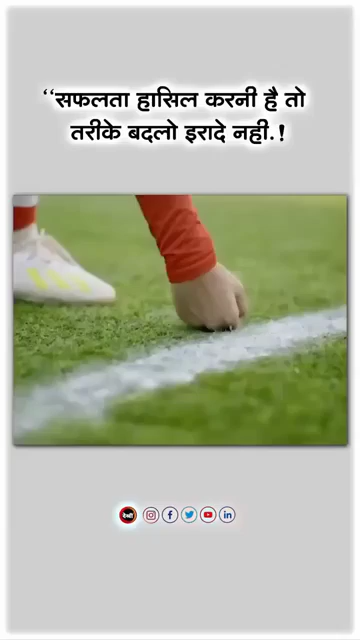 “सफलता हासिल करनी है तो
तरीके बदलो इरादे नही.!